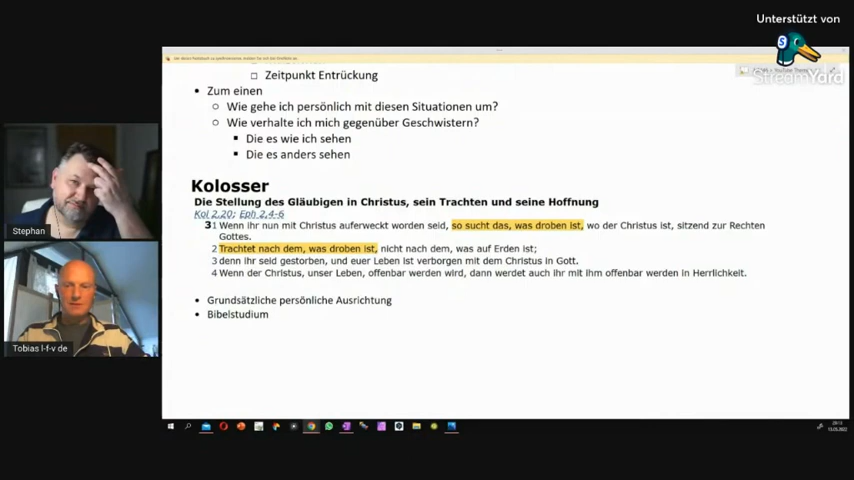 Unterstützt von
StreamYard
Zeitpunkt Entrückung
Zum einen
Wie gehe ich persönlich mit diesen Situationen um?
Wie verhalte ich mich gegenüber Geschwistern?
Die es wie ich sehen
Die es anders sehen
Kolosser
Die Stellung des Gläubigen in Christus, sein Trachten und seine Hoffnung
Kol 2,20; Eph 2,4-6
3 1 Wenn ihr nun mit Christus auferweckt worden seid, so sucht das, was droben ist, wo der Christus ist, sitzend zur Rechten
Gottes.
2 Trachtet nach dem, was droben ist, nicht nach dem, was auf Erden ist;
3 denn ihr seid gestorben, und euer Leben ist verborgen mit dem Christus in Gott.
4 Wenn der Christus, unser Leben, offenbar werden wird, dann werdet auch ihr mit ihm offenbar werden in Herrlichkeit.
Grundsätzliche persönliche Ausrichtung
Bibelstudium
Stephan
Tobias l-f-v de